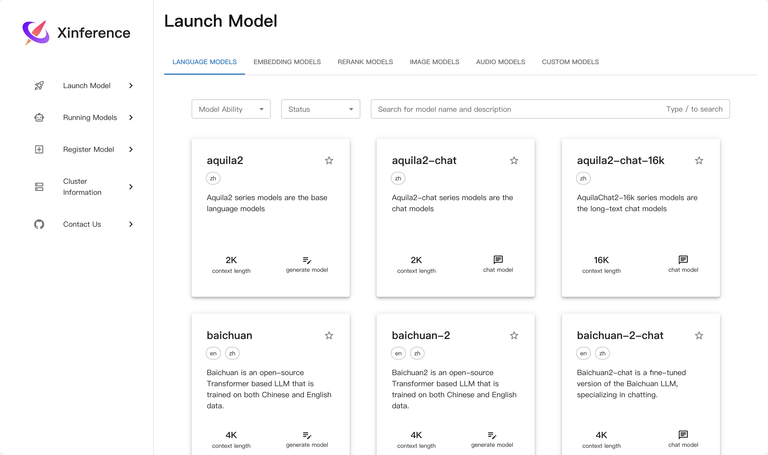 Xinference
Launch Model
Running Models
Register Model
Cluster
Information
Contact Us
Launch Model
LANGUAGE MODELS EMBEDDING MODELS RERANK MODELS IMAGE MODELS AUDIO MODELS CUSTOM MODELS
Model Ability Status Search for model name and description Type / to search
aquila2
zh
Aquila2 series models are the base
language models
2K
context length
generate model
aquila2-chat
zh
Aquila2-chat series models are the
chat models
2K
context length
chat model
aquila2-chat-16k
zh
AquilaChat2-16k series models are
the long-text chat models
16K
context length
chat model
baichuan
en zh
Baichuan is an open-source
Transformer based LLM that is
trained on both Chinese and English
data.
4K
context length
generate model
baichuan-2
en zh
Baichuan2 is an open-source
Transformer based LLM that is
trained on both Chinese and English
data.
4K
context length
generate model
baichuan-2-chat
en zh
Baichuan2-chat is a fine-tuned
version of the Baichuan LLM,
specializing in chatting.
4K
context length
chat model